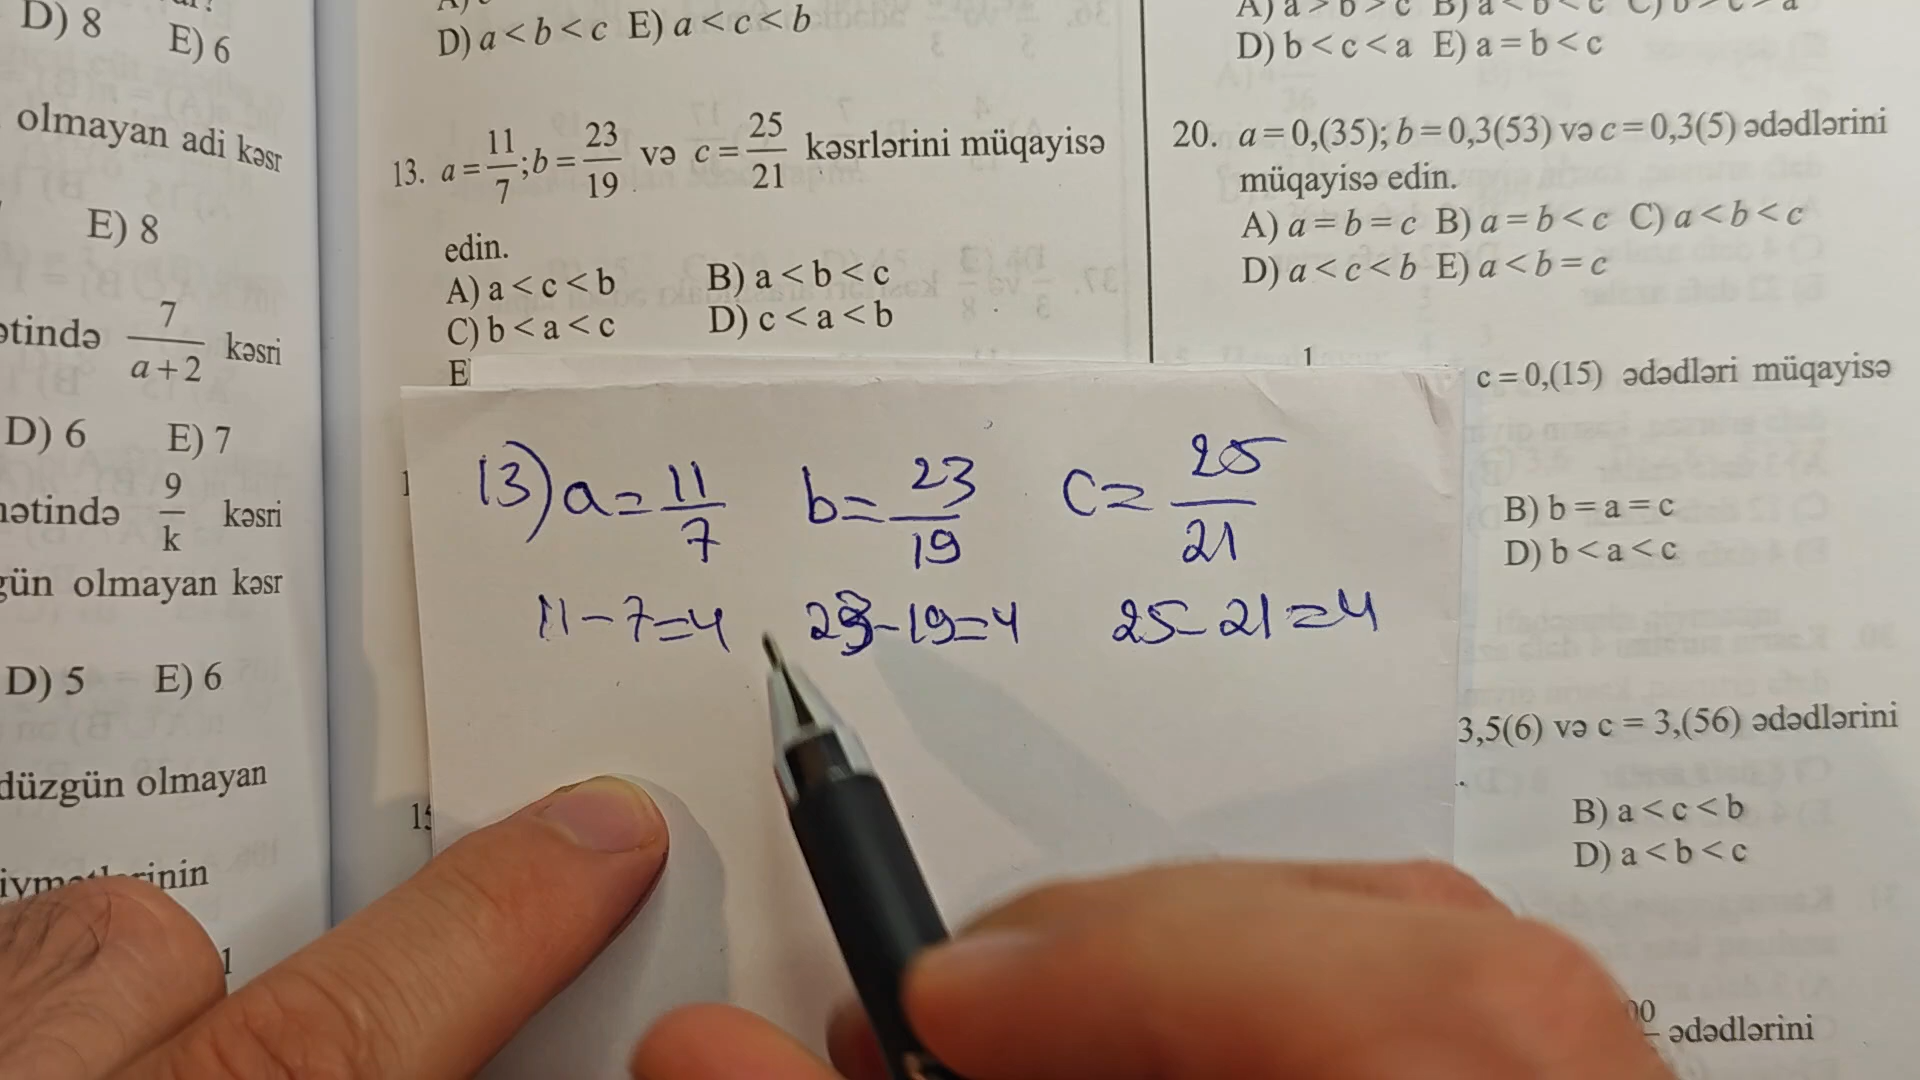 D) 8 E) 6
olmayan adi kəsr
E) 8
7/(a+2) kəsri
D) 6 E) 7
9/k kəsri
olmayan kəsr
D) 5 E) 6
düzgün olmayan
D) a < b < c E) a < c < b
13. a = 11/7 ; b = 23/19 və c = 25/21 kəsrlərini müqayisə
edin.
A) a < c < b B) a < b < c
C) b < a < c D) c < a < b
E
13) a = 11/7 b = 23/19 c = 25/21
11 - 7 = 4 23 - 19 = 4 25 - 21 = 4
D) b < c < a E) a = b < c
20. a = 0,(35); b = 0,3(53) və c = 0,3(5) ədədlərini
müqayisə edin.
A) a = b = c B) a = b < c C) a < b < c
D) a < c < b E) a < b = c
c = 0,(15) ədədləri müqayisə
B) b = a = c
D) b < a < c
3,5(6) və c = 3,(56) ədədlərini
B) a < c < b
D) a < b < c
ədədlərini